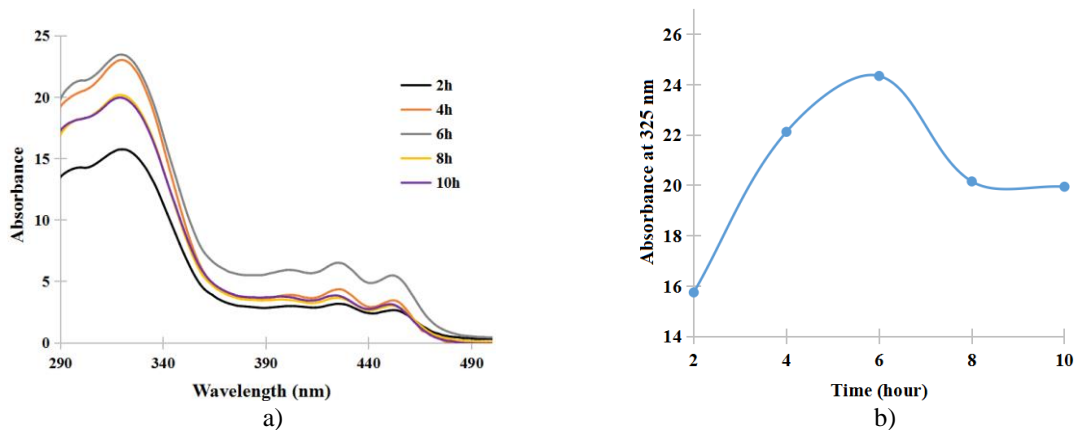 25
20
15
10
5
0
Absorbance
290
340
390
440
490
Wavelength (nm)
2h
4h
6h
8h
10h
a)
26
24
22
20
18
16
14
Absorbance at 325 nm
2
4
6
8
10
Time (hour)
b)